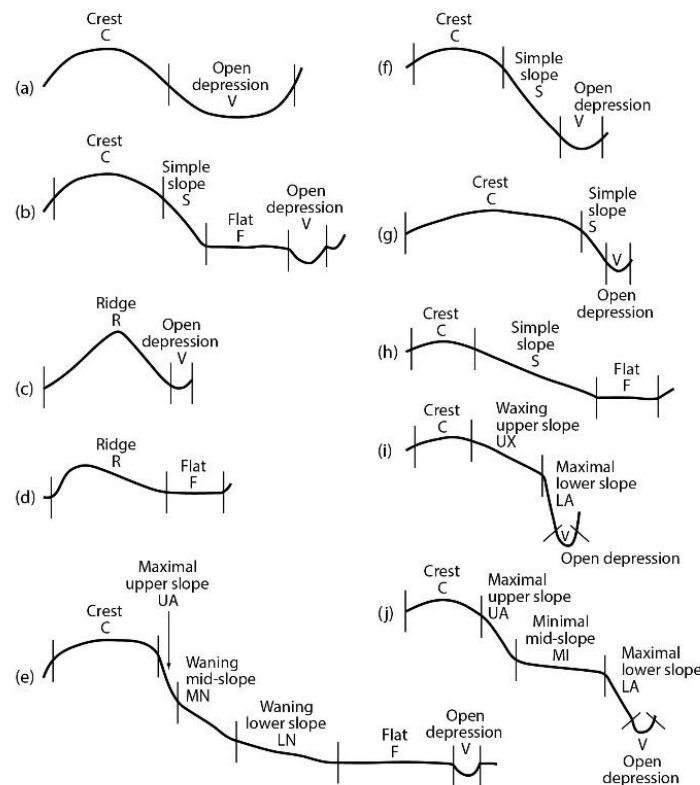 Crest
C
Open
depression
V
(a)
Crest
C
Simple
slope
S
Flat
F
Open
depression
V
(b)
Ridge
R
Open
depression
V
(c)
Ridge
R
Flat
F
(d)
Maximal
upper slope
UA
Crest
C
Waning
mid-slope
MN
Waning
lower slope
LN
Flat
F
Open
depression
V
(e)
Crest
C
Simple
slope
S
Open
depression
V
(f)
Crest
C
Simple
slope
S
V
Open
depression
(g)
Crest
C
Simple
slope
S
Flat
F
(h)
Crest
C
Waxing
upper slope
UX
Maximal
lower slope
LA
V
Open depression
(i)
Crest
C
Maximal
upper slope
UA
Minimal
mid-slope
MI
Maximal
lower slope
LA
V
Open
depression
(j)